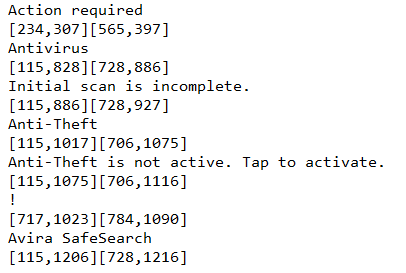 Action required
[234,307][565,397]
Antivirus
[115,828][728,886]
Initial scan is incomplete.
[115,886][728,927]
Anti-Theft
[115,1017][706,1075]
Anti-Theft is not active. Tap to activate.
[115,1075][706,1116]
!
[717,1023][784,1090]
Avira SafeSearch
[115,1206][728,1216]